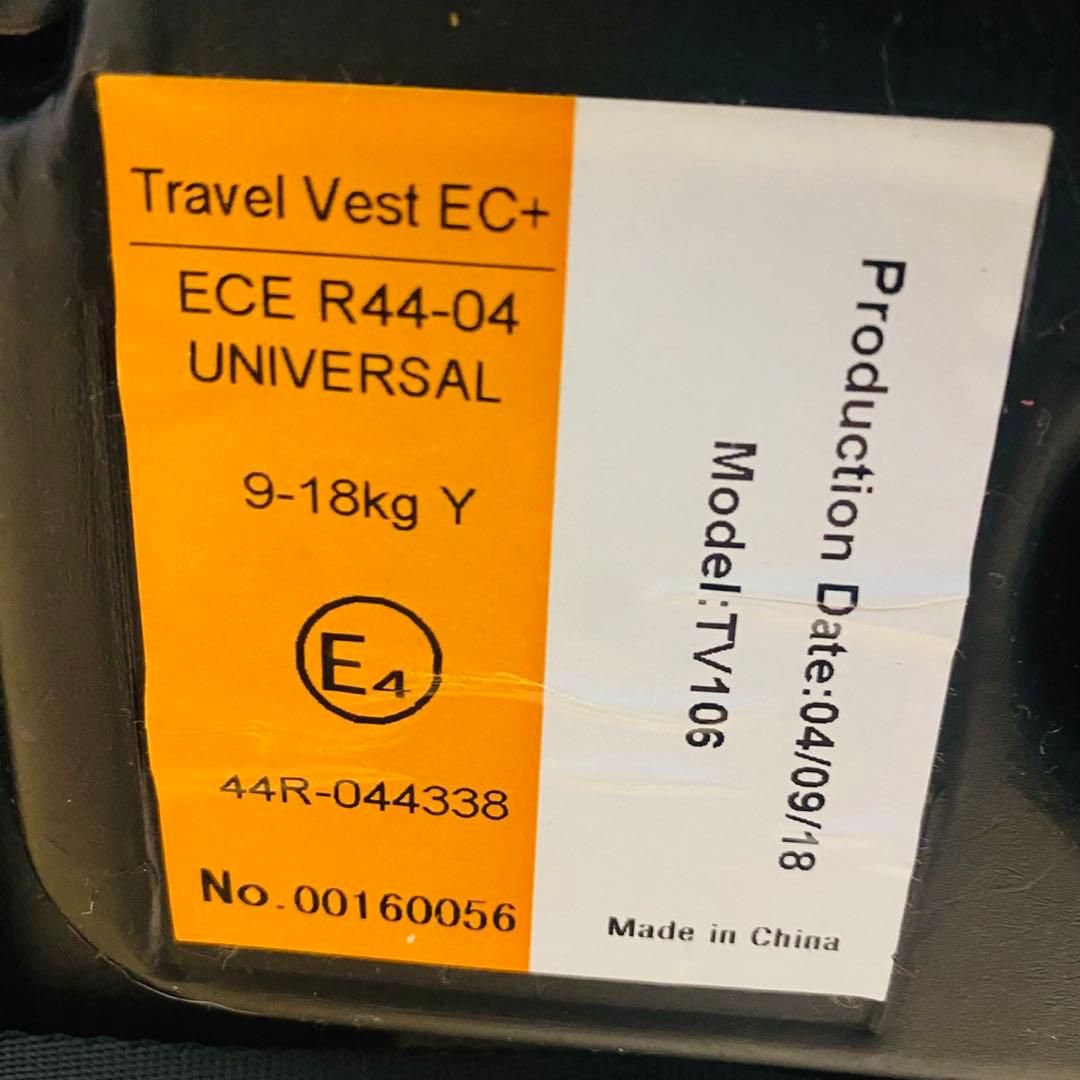 Travel Vest EC+
ECE R44-04
UNIVERSAL
9-18kg Y
E4
44R-044338
No.00160056
Production Date:04/09/18
Model:TV106
Made in China